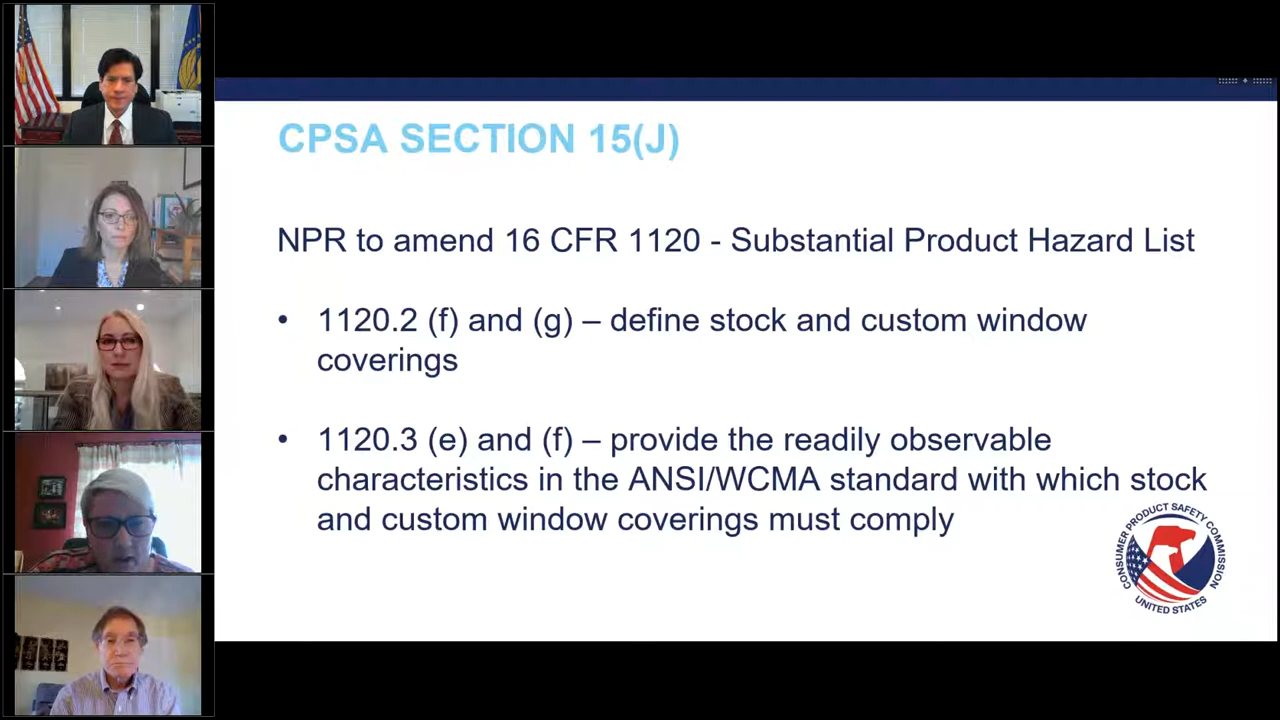 CPSA SECTION 15(J)
NPR to amend 16 CFR 1120 - Substantial Product Hazard List
• 1120.2 (f) and (g) – define stock and custom window
coverings
• 1120.3 (e) and (f) – provide the readily observable
characteristics in the ANSI/WCMA standard with which stock
and custom window coverings must comply
CONSUMER PRODUCT SAFETY COMMISSION
UNITED STATES